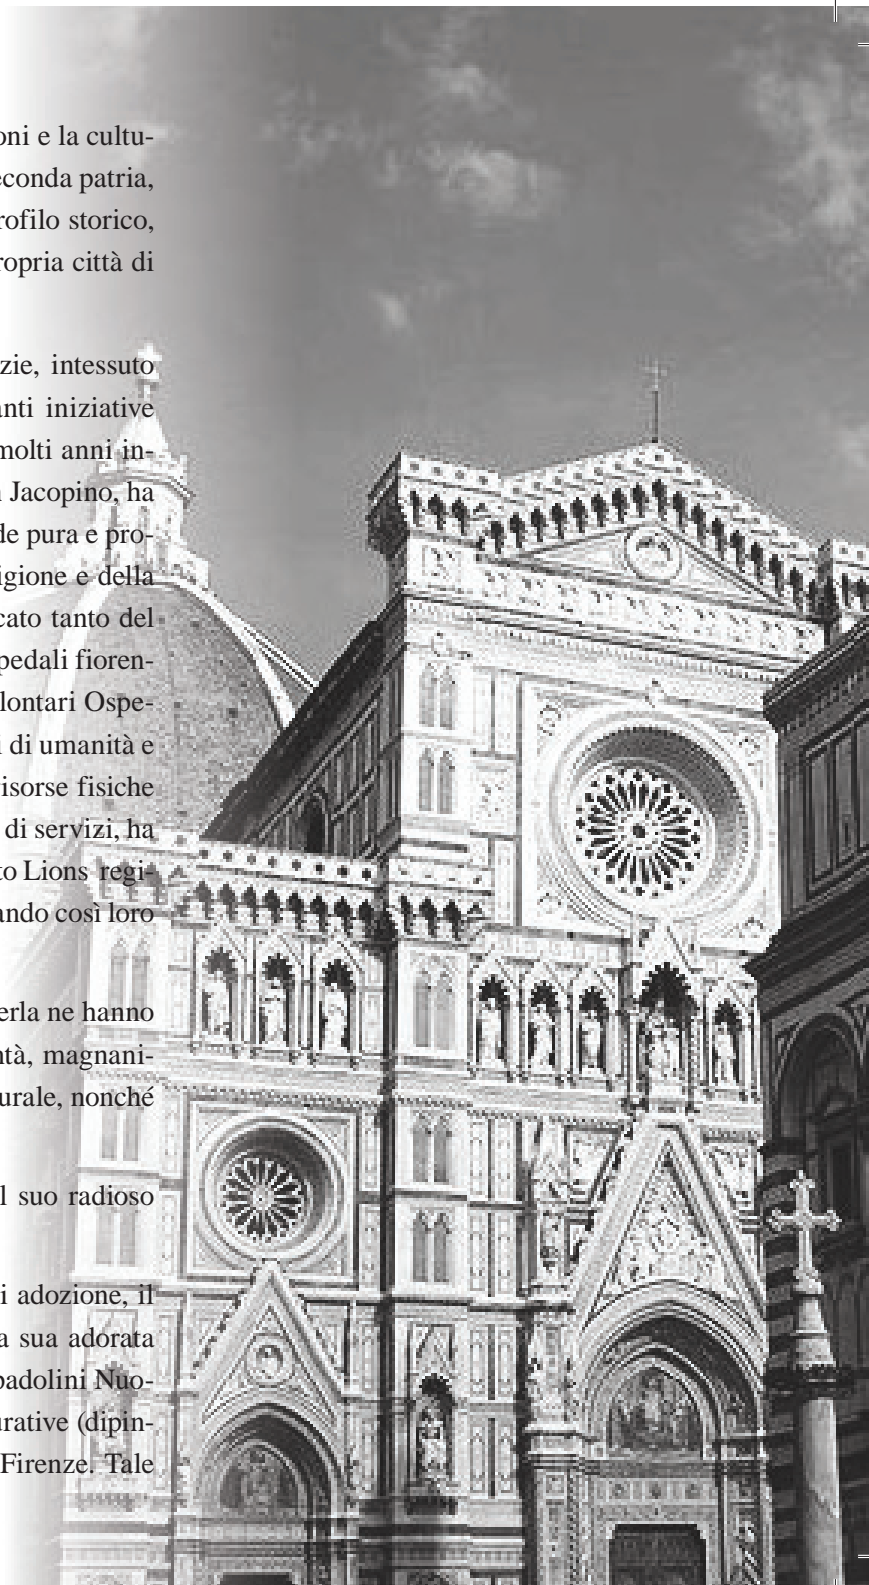 oni e la cultu-
econda patria,
rofilo storico,
ropria città di
zie, intessuto
anti iniziative
molti anni in-
n Jacopino, ha
de pura e pro-
igione e della
cato tanto del
pedali fioren-
lontari Ospe-
i di umanità e
risorse fisiche
di servizi, ha
to Lions regi-
ando così loro
erla ne hanno
ntà, magnani-
urale, nonché
l suo radioso
i adozione, il
a sua adorata
padolini Nuo-
urative (dipin-
Firenze. Tale